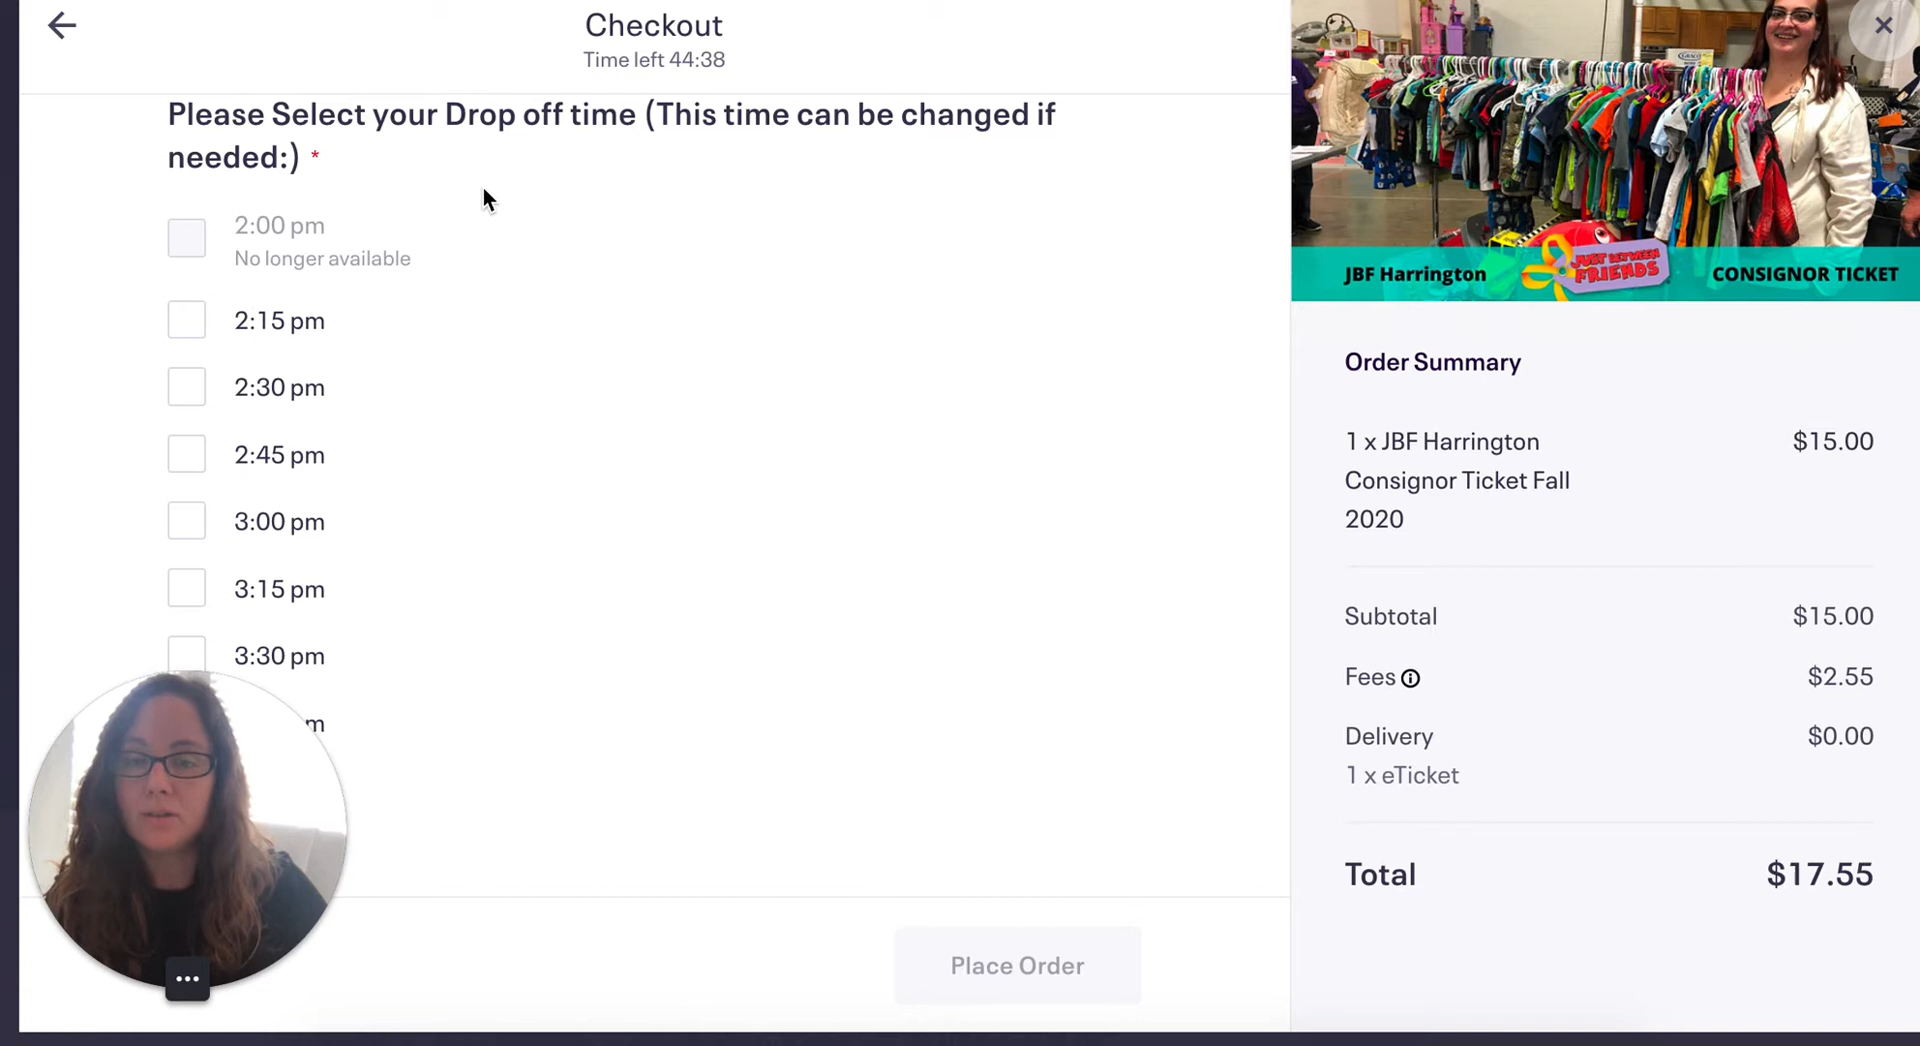 Checkout
Time left 44:38
Please Select your Drop off time (This time can be changed if
needed:) *
2:00 pm
No longer available
2:15 pm
2:30 pm
2:45 pm
3:00 pm
3:15 pm
3:30 pm
m
Place Order
JBF Harrington
JUST BETWEEN
FRIENDS
CONSIGNOR TICKET
Order Summary
1 x JBF Harrington $15.00
Consignor Ticket Fall
2020
Subtotal $15.00
Fees $2.55
Delivery $0.00
1 x eTicket
Total $17.55